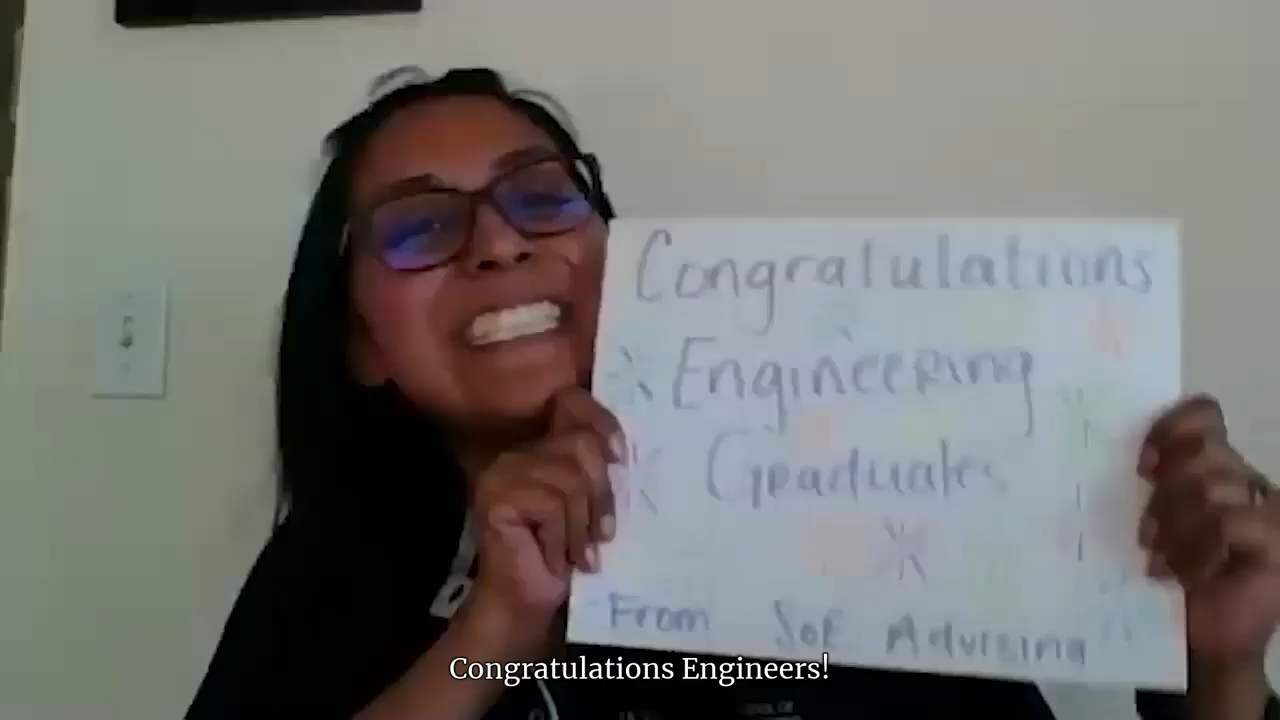 Congratulations
Engineering
Graduates
From SoE Advising
Congratulations Engineers!